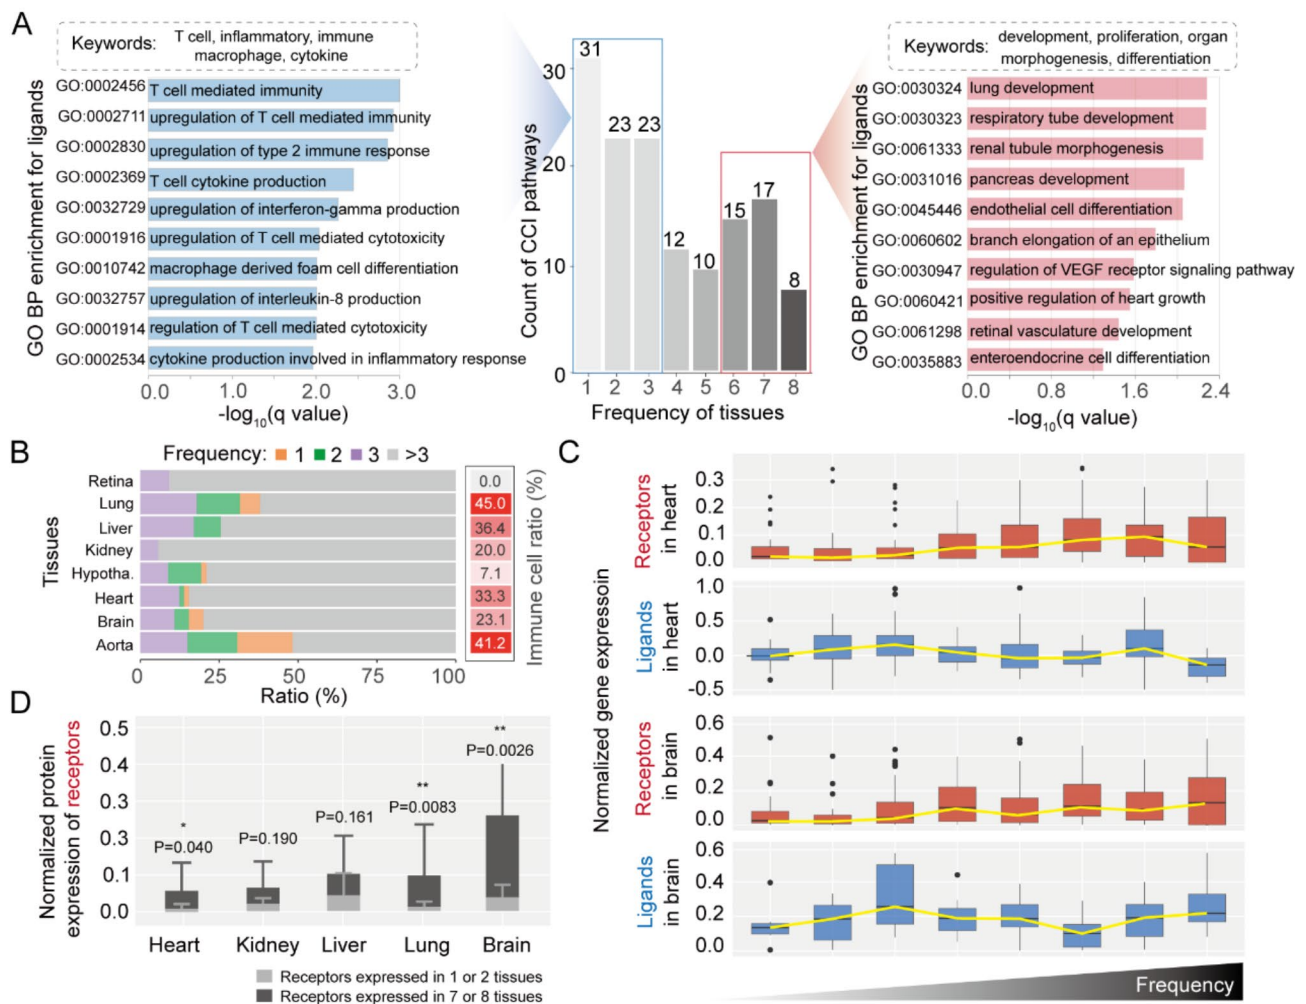 A
Keywords: T cell, inflammatory, immune
macrophage, cytokine
GO BP enrichment for ligands
GO:0002456 T cell mediated immunity
GO:0002711 upregulation of T cell mediated immunity
GO:0002830 upregulation of type 2 immune response
GO:0002369 T cell cytokine production
GO:0032729 upregulation of interferon-gamma production
GO:0001916 upregulation of T cell mediated cytotoxicity
GO:0010742 macrophage derived foam cell differentiation
GO:0032757 upregulation of interleukin-8 production
GO:0001914 regulation of T cell mediated cytotoxicity
GO:0002534 cytokine production involved in inflammatory response
0.0 1.0 2.0 3.0
-log10(q value)
Count of CCI pathways
30
20
10
0
31 23 23 12 10 15 17 8
1 2 3 4 5 6 7 8
Frequency of tissues
Keywords: development, proliferation, organ
morphogenesis, differentiation
GO BP enrichment for ligands
GO:0030324 lung development
GO:0030323 respiratory tube development
GO:0061333 renal tubule morphogenesis
GO:0031016 pancreas development
GO:0045446 endothelial cell differentiation
GO:0060602 branch elongation of an epithelium
GO:0030947 regulation of VEGF receptor signaling pathway
GO:0060421 positive regulation of heart growth
GO:0061298 retinal vasculature development
GO:0035883 enteroendocrine cell differentiation
0.0 0.8 1.6 2.4
-log10(q value)
B
Frequency: 1 2 3 >3
Tissues
Retina 0.0
Lung 45.0
Liver 36.4
Kidney 20.0
Hypotha. 7.1
Heart 33.3
Brain 23.1
Aorta 41.2
0 25 50 75 100
Ratio (%)
Immune cell ratio (%)
C
Normalized gene expressoin
Receptors
in heart
0.3
0.1
0.0
Ligands
in heart
1.0
0.5
0.0
-0.5
Receptors
in brain
0.6
0.4
0.2
0.0
Ligands
in brain
0.6
0.4
0.2
0.0
Frequency
D
Normalized protein
expression of receptors
0.5
0.3
0.3
0.1
0.0
*
P=0.040
P=0.190
P=0.161
**
P=0.0083
**
P=0.0026
Heart Kidney Liver Lung Brain
Receptors expressed in 1 or 2 tissues
Receptors expressed in 7 or 8 tissues